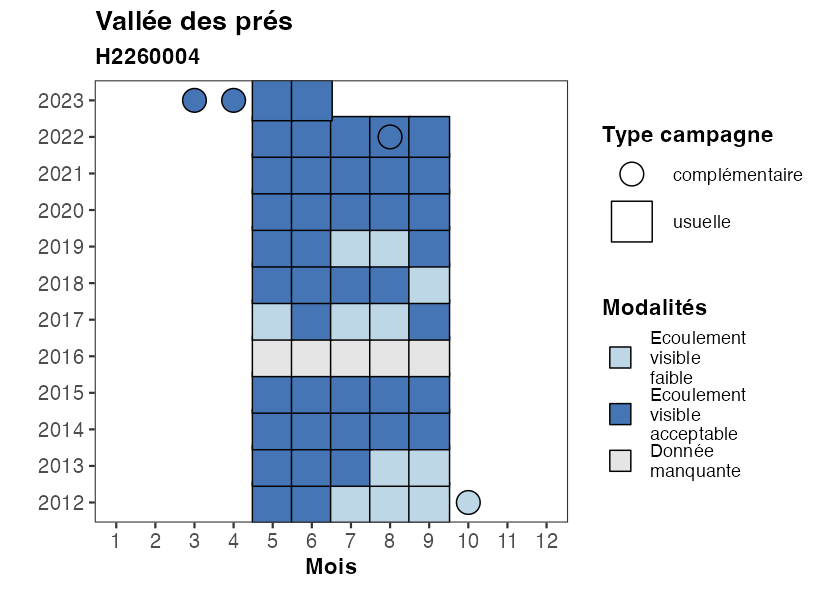 Vallée des prés
H2260004
2023
2022
2021
2020
2019
2018
2017
2016
2015
2014
2013
2012
1 2 3 4 5 6 7 8 9 10 11 12
Mois
Type campagne
complémentaire
usuelle
Modalités
Ecoulement
visible
faible
Ecoulement
visible
acceptable
Donnée
manquante